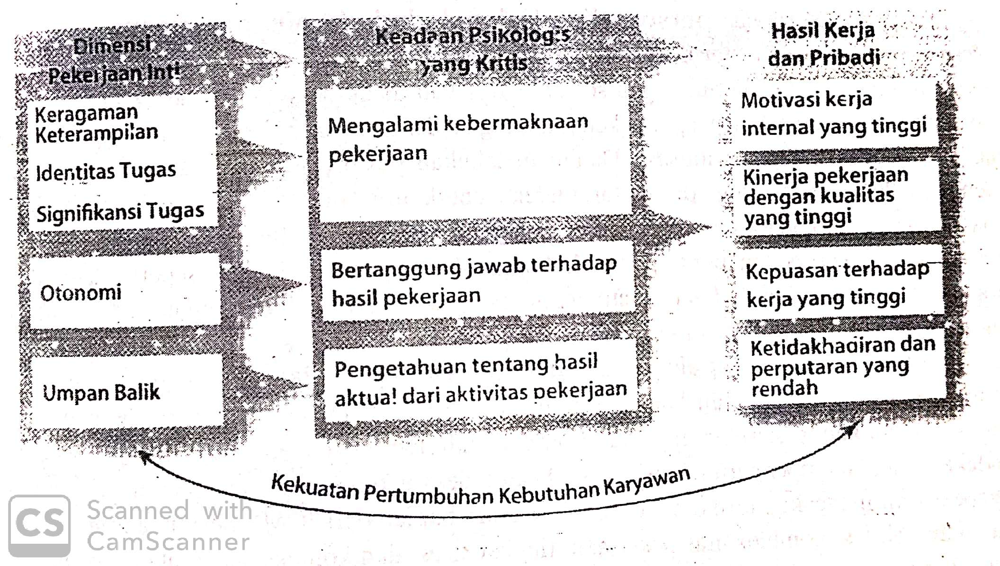 Dimensi
Pekerjaan Inti
Keragaman
Keterampilan
Identitas Tugas
Signifikansi Tugas
Otonomi
Umpan Balik
Keadaan Psikologis
yang Kritis
Mengalami kebermaknaan
pekerjaan
Bertanggung jawab terhadap
hasil pekerjaan
Pengetahuan tentang hasil
aktual dari aktivitas pekerjaan
Hasil Kerja
dan Pribadi
Motivasi kerja
internal yang tinggi
Kinerja pekerjaan
dengan kualitas
yang tinggi
Kepuasan terhadap
kerja yang tinggi
Ketidakhadiran dan
perputaran yang
rendah
Kekuatan Pertumbuhan Kebutuhan Karyawan
CS
Scanned with
CamScanner